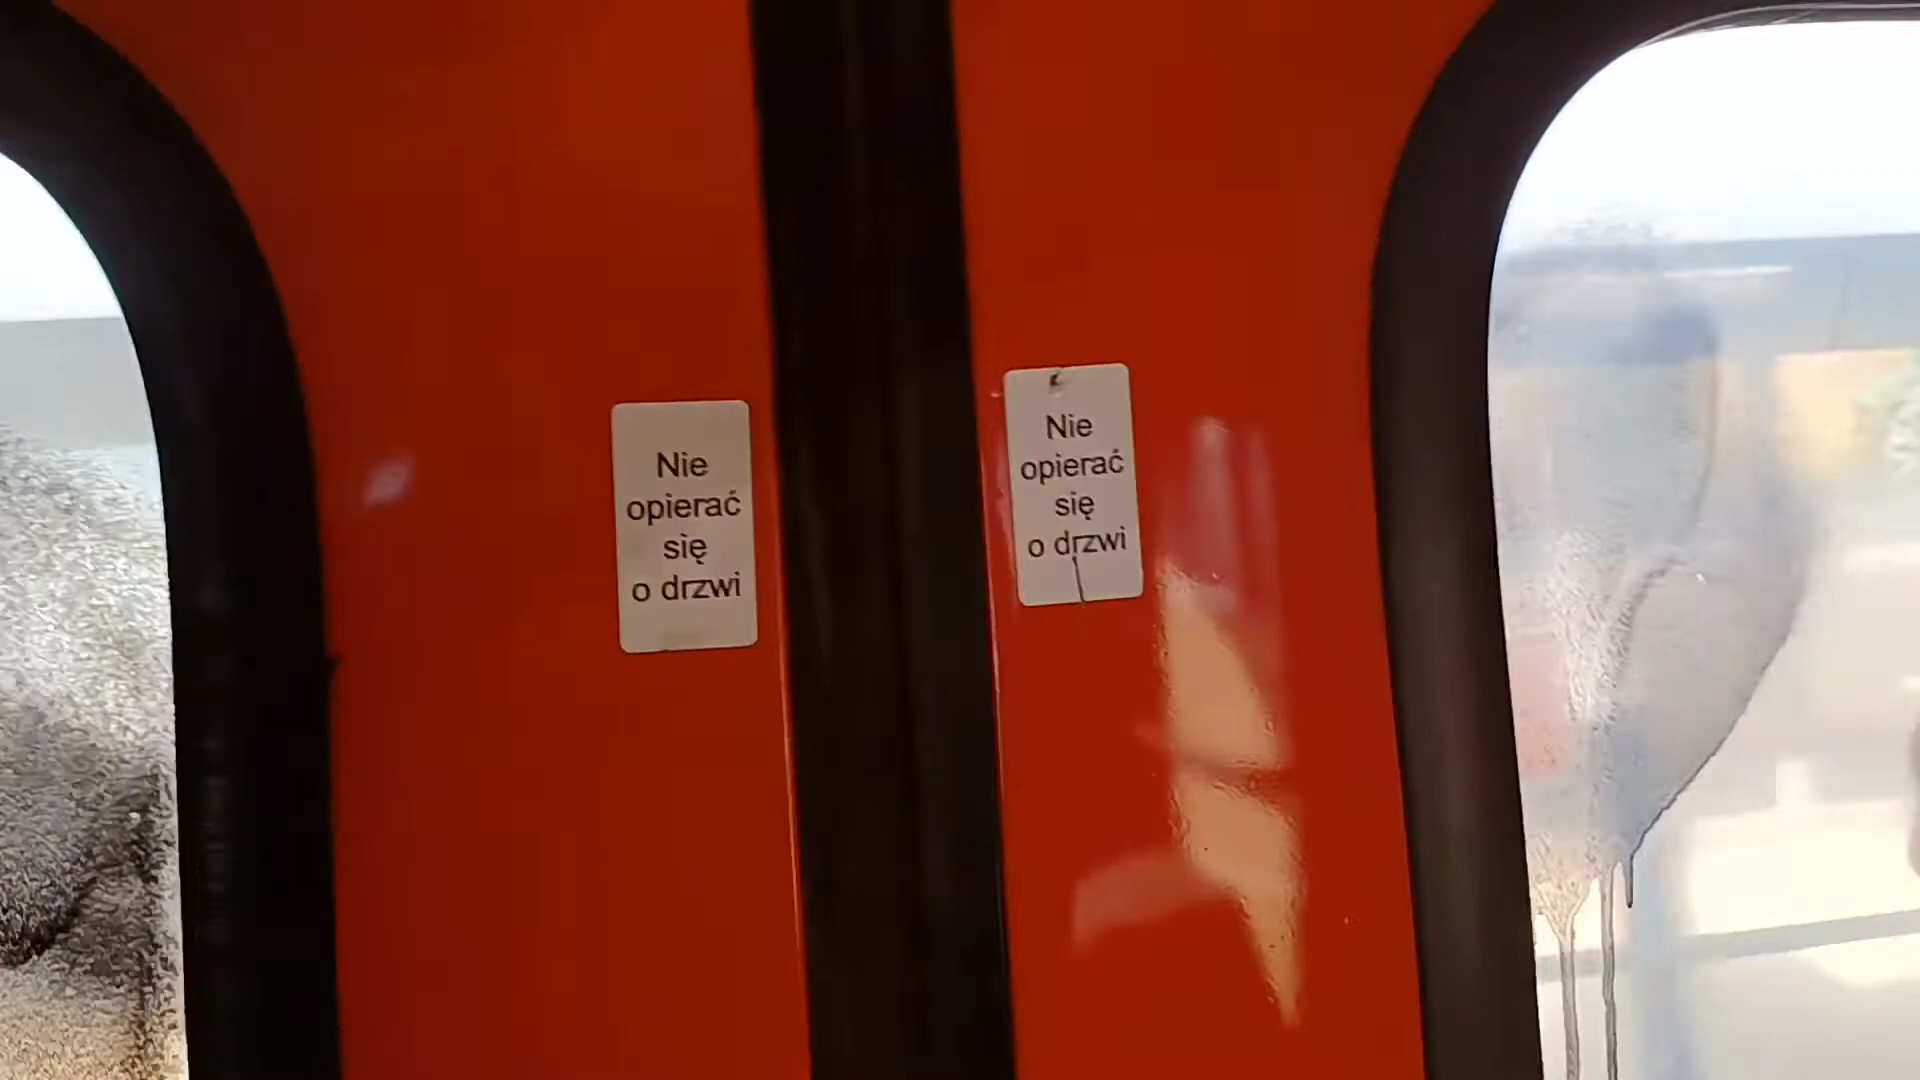 Nie
opierać
się
o drzwi
Nie
opierać
się
o drzwi